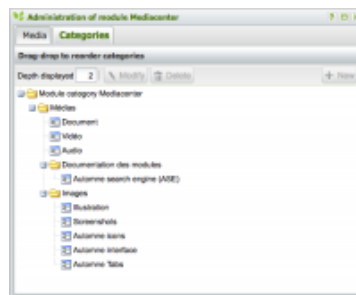 Administration of module Mediacenter
Media Categories
Drag-drop to reorder categories
Depth displayed 2 Modify Delete New
Module category Mediacenter
Médias
Document
Vidéo
Audio
Documentation des modules
Automne search engine (ASE)
Images
Illustration
Screenshots
Automne icons
Automne interface
Automne Tabs